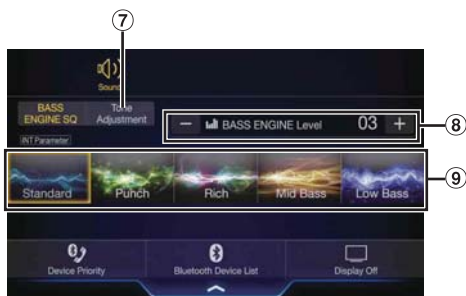 ⑦
Sound
BASS ENGINE SQ
Tone Adjustment
INT Parameter
− BASS ENGINE Level 03 +
⑧
Standard Punch Rich Mid Bass Low Bass
⑨
Device Priority Bluetooth Device List Display Off